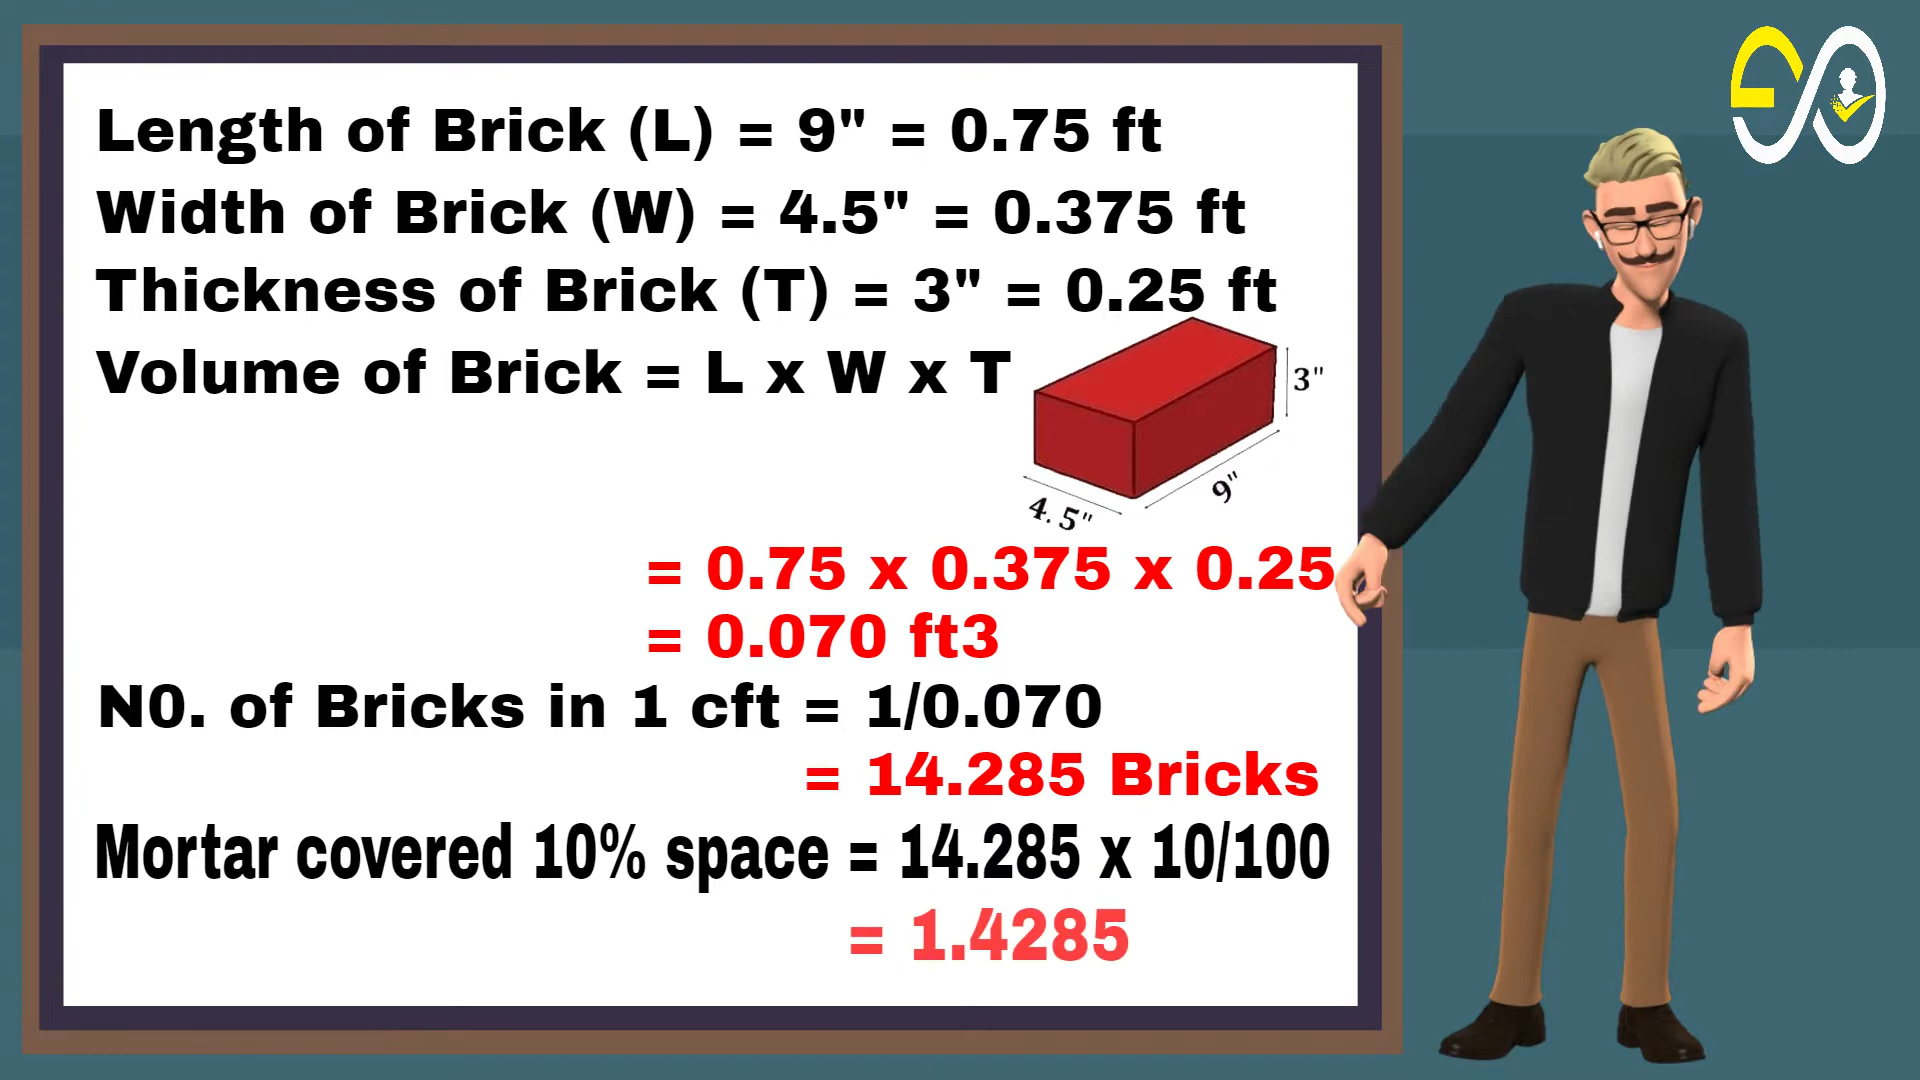 Length of Brick (L) = 9" = 0.75 ft
Width of Brick (W) = 4.5" = 0.375 ft
Thickness of Brick (T) = 3" = 0.25 ft
Volume of Brick = L x W x T
3"
9"
4.5"
= 0.75 x 0.375 x 0.25
= 0.070 ft3
N0. of Bricks in 1 cft = 1/0.070
= 14.285 Bricks
Mortar covered 10% space = 14.285 x 10/100
= 1.4285